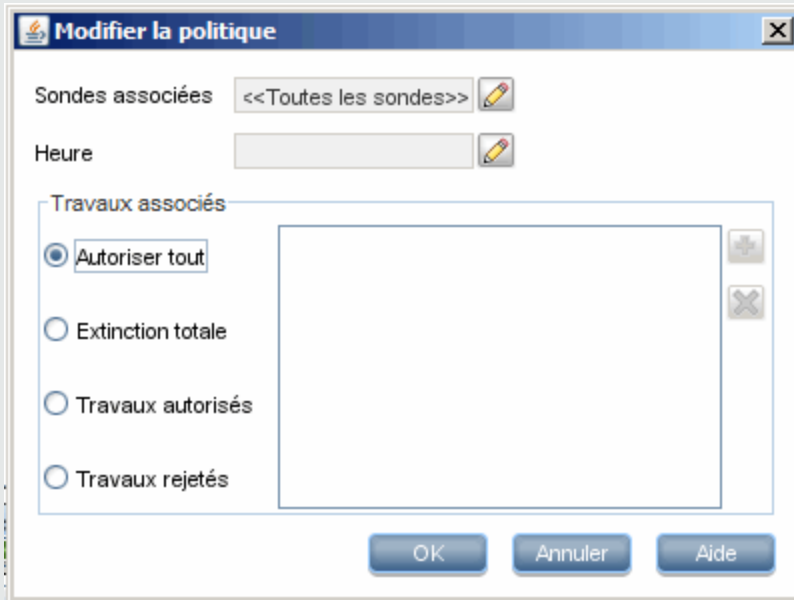 Modifier la politique
Sondes associées <<Toutes les sondes>>
Heure
Travaux associés
Autoriser tout
Extinction totale
Travaux autorisés
Travaux rejetés
OK Annuler Aide